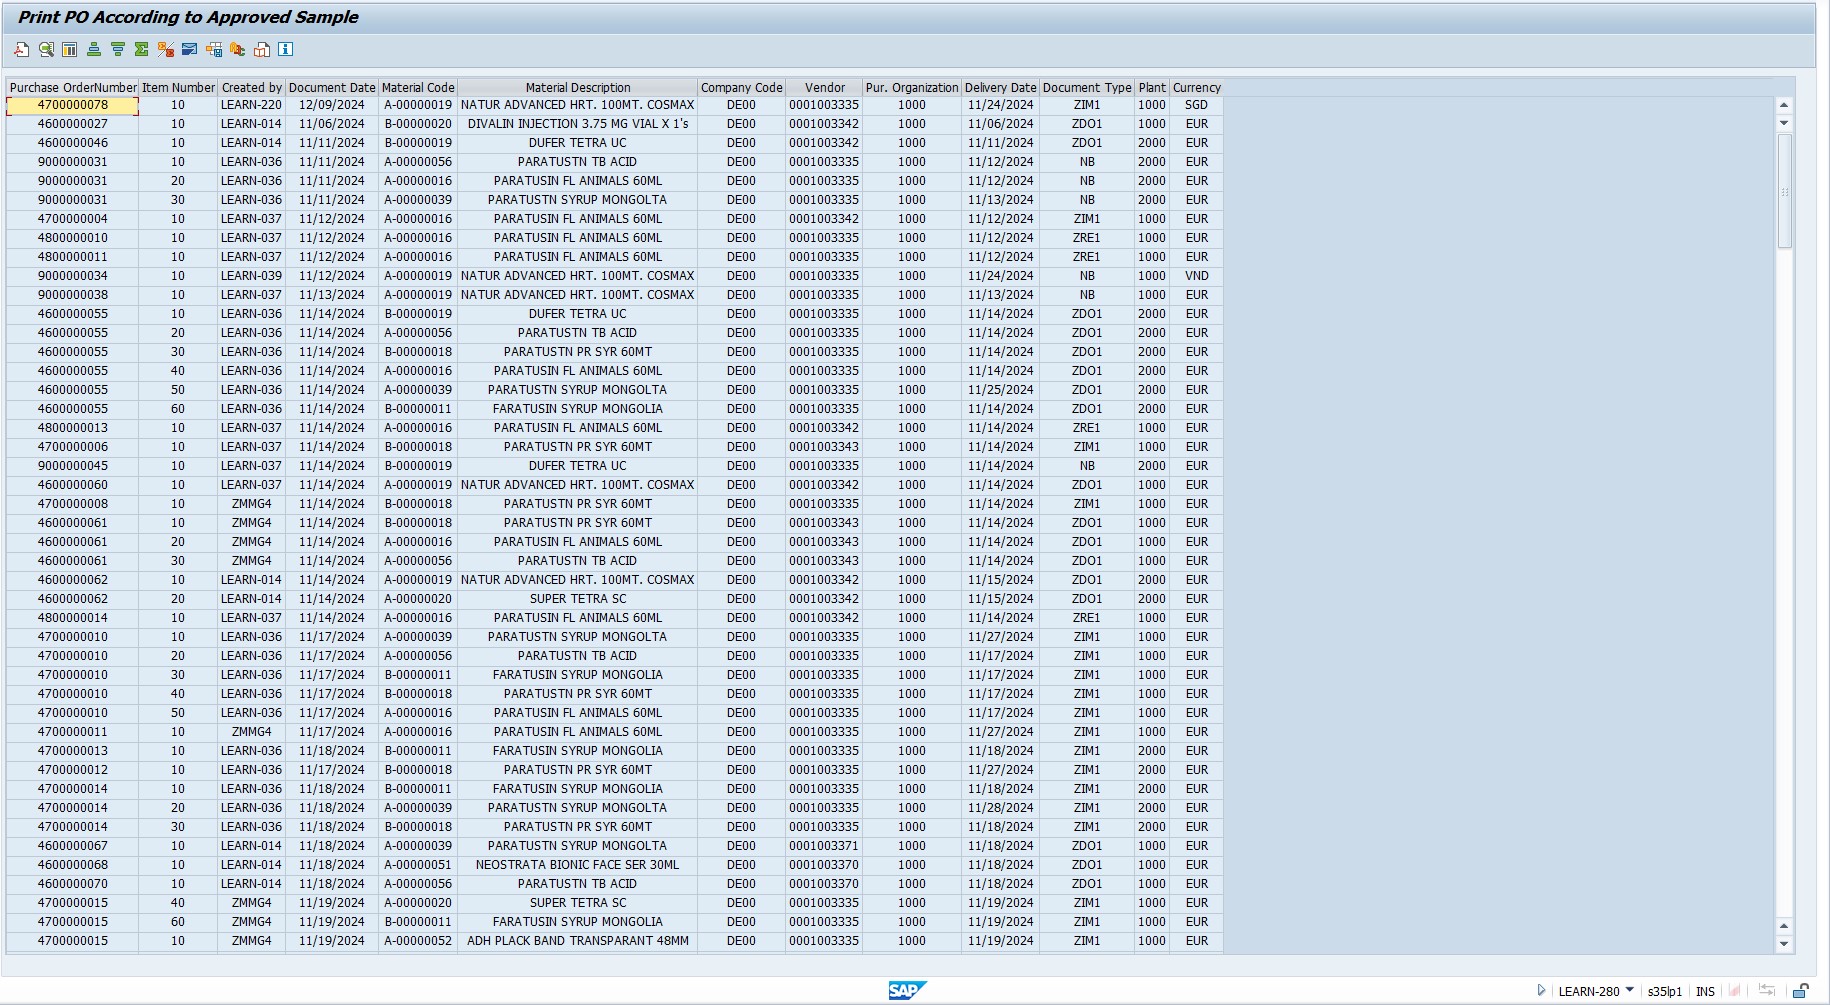 Print PO According to Approved Sample
Purchase OrderNumber Item Number Created by Document Date Material Code Material Description Company Code Vendor Pur. Organization Delivery Date Document Type Plant Currency
4700000078 10 LEARN-220 12/09/2024 A-00000019 NATUR ADVANCED HRT. 100MT. COSMAX DE00 0001003335 1000 11/24/2024 ZIM1 1000 SGD
4600000027 10 LEARN-014 11/06/2024 B-00000020 DIVALIN INJECTION 3.75 MG VIAL X 1's DE00 0001003342 1000 11/06/2024 ZDO1 1000 EUR
4600000046 10 LEARN-014 11/11/2024 B-00000019 DUFER TETRA UC DE00 0001003342 1000 11/11/2024 ZDO1 2000 EUR
9000000031 10 LEARN-036 11/11/2024 A-00000056 PARATUSTN TB ACID DE00 0001003335 1000 11/12/2024 NB 2000 EUR
9000000031 20 LEARN-036 11/11/2024 A-00000016 PARATUSIN FL ANIMALS 60ML DE00 0001003335 1000 11/12/2024 NB 2000 EUR
9000000031 30 LEARN-036 11/11/2024 A-00000039 PARATUSTN SYRUP MONGOLTA DE00 0001003335 1000 11/13/2024 NB 2000 EUR
4700000004 10 LEARN-037 11/12/2024 A-00000016 PARATUSIN FL ANIMALS 60ML DE00 0001003342 1000 11/12/2024 ZIM1 1000 EUR
4800000010 10 LEARN-037 11/12/2024 A-00000016 PARATUSIN FL ANIMALS 60ML DE00 0001003335 1000 11/12/2024 ZRE1 1000 EUR
4800000011 10 LEARN-037 11/12/2024 A-00000016 PARATUSIN FL ANIMALS 60ML DE00 0001003335 1000 11/12/2024 ZRE1 1000 EUR
9000000034 10 LEARN-039 11/12/2024 A-00000019 NATUR ADVANCED HRT. 100MT. COSMAX DE00 0001003335 1000 11/24/2024 NB 1000 VND
9000000038 10 LEARN-037 11/13/2024 A-00000019 NATUR ADVANCED HRT. 100MT. COSMAX DE00 0001003335 1000 11/13/2024 NB 1000 EUR
4600000055 10 LEARN-036 11/14/2024 B-00000019 DUFER TETRA UC DE00 0001003335 1000 11/14/2024 ZDO1 2000 EUR
4600000055 20 LEARN-036 11/14/2024 A-00000056 PARATUSTN TB ACID DE00 0001003335 1000 11/14/2024 ZDO1 2000 EUR
4600000055 30 LEARN-036 11/14/2024 B-00000018 PARATUSTN PR SYR 60MT DE00 0001003335 1000 11/14/2024 ZDO1 2000 EUR
4600000055 40 LEARN-036 11/14/2024 A-00000016 PARATUSIN FL ANIMALS 60ML DE00 0001003335 1000 11/14/2024 ZDO1 2000 EUR
4600000055 50 LEARN-036 11/14/2024 A-00000039 PARATUSTN SYRUP MONGOLTA DE00 0001003335 1000 11/25/2024 ZDO1 2000 EUR
4600000055 60 LEARN-036 11/14/2024 B-00000011 FARATUSIN SYRUP MONGOLIA DE00 0001003335 1000 11/14/2024 ZDO1 2000 EUR
4800000013 10 LEARN-037 11/14/2024 A-00000016 PARATUSIN FL ANIMALS 60ML DE00 0001003342 1000 11/14/2024 ZRE1 1000 EUR
4700000006 10 LEARN-037 11/14/2024 B-00000018 PARATUSTN PR SYR 60MT DE00 0001003343 1000 11/14/2024 ZIM1 1000 EUR
9000000045 10 LEARN-037 11/14/2024 B-00000019 DUFER TETRA UC DE00 0001003335 1000 11/14/2024 NB 2000 EUR
4600000060 10 LEARN-037 11/14/2024 A-00000019 NATUR ADVANCED HRT. 100MT. COSMAX DE00 0001003342 1000 11/14/2024 ZDO1 1000 EUR
4700000008 10 ZMMG4 11/14/2024 B-00000018 PARATUSTN PR SYR 60MT DE00 0001003335 1000 11/14/2024 ZIM1 1000 EUR
4600000061 10 ZMMG4 11/14/2024 B-00000018 PARATUSTN PR SYR 60MT DE00 0001003343 1000 11/14/2024 ZDO1 1000 EUR
4600000061 20 ZMMG4 11/14/2024 A-00000016 PARATUSIN FL ANIMALS 60ML DE00 0001003343 1000 11/14/2024 ZDO1 1000 EUR
4600000061 30 ZMMG4 11/14/2024 A-00000056 PARATUSTN TB ACID DE00 0001003343 1000 11/14/2024 ZDO1 1000 EUR
4600000062 10 LEARN-014 11/14/2024 A-00000019 NATUR ADVANCED HRT. 100MT. COSMAX DE00 0001003342 1000 11/15/2024 ZDO1 2000 EUR
4600000062 20 LEARN-014 11/14/2024 A-00000020 SUPER TETRA SC DE00 0001003342 1000 11/15/2024 ZDO1 2000 EUR
4800000014 10 LEARN-037 11/14/2024 A-00000016 PARATUSIN FL ANIMALS 60ML DE00 0001003342 1000 11/14/2024 ZRE1 1000 EUR
4700000010 10 LEARN-036 11/17/2024 A-00000039 PARATUSTN SYRUP MONGOLTA DE00 0001003335 1000 11/27/2024 ZIM1 1000 EUR
4700000010 20 LEARN-036 11/17/2024 A-00000056 PARATUSTN TB ACID DE00 0001003335 1000 11/17/2024 ZIM1 1000 EUR
4700000010 30 LEARN-036 11/17/2024 B-00000011 FARATUSIN SYRUP MONGOLIA DE00 0001003335 1000 11/17/2024 ZIM1 1000 EUR
4700000010 40 LEARN-036 11/17/2024 B-00000018 PARATUSTN PR SYR 60MT DE00 0001003335 1000 11/17/2024 ZIM1 1000 EUR
4700000010 50 LEARN-036 11/17/2024 A-00000016 PARATUSIN FL ANIMALS 60ML DE00 0001003335 1000 11/17/2024 ZIM1 1000 EUR
4700000011 10 ZMMG4 11/17/2024 A-00000016 PARATUSIN FL ANIMALS 60ML DE00 0001003335 1000 11/27/2024 ZIM1 1000 EUR
4700000013 10 LEARN-036 11/18/2024 B-00000011 FARATUSIN SYRUP MONGOLIA DE00 0001003335 1000 11/18/2024 ZIM1 2000 EUR
4700000012 10 LEARN-036 11/17/2024 B-00000018 PARATUSTN PR SYR 60MT DE00 0001003335 1000 11/27/2024 ZIM1 2000 EUR
4700000014 10 LEARN-036 11/18/2024 B-00000011 FARATUSIN SYRUP MONGOLIA DE00 0001003335 1000 11/18/2024 ZIM1 2000 EUR
4700000014 20 LEARN-036 11/18/2024 A-00000039 PARATUSTN SYRUP MONGOLTA DE00 0001003335 1000 11/28/2024 ZIM1 2000 EUR
4700000014 30 LEARN-036 11/18/2024 B-00000018 PARATUSTN PR SYR 60MT DE00 0001003335 1000 11/18/2024 ZIM1 2000 EUR
4600000067 10 LEARN-014 11/18/2024 A-00000039 PARATUSTN SYRUP MONGOLTA DE00 0001003371 1000 11/18/2024 ZDO1 2000 EUR
4600000068 10 LEARN-014 11/18/2024 A-00000051 NEOSTRATA BIONIC FACE SER 30ML DE00 0001003370 1000 11/18/2024 ZDO1 1000 EUR
4600000070 10 LEARN-014 11/18/2024 A-00000056 PARATUSTN TB ACID DE00 0001003370 1000 11/18/2024 ZDO1 1000 EUR
4700000015 40 ZMMG4 11/19/2024 A-00000020 SUPER TETRA SC DE00 0001003335 1000 11/19/2024 ZIM1 1000 EUR
4700000015 60 ZMMG4 11/19/2024 B-00000011 FARATUSIN SYRUP MONGOLIA DE00 0001003335 1000 11/19/2024 ZIM1 1000 EUR
4700000015 10 ZMMG4 11/19/2024 A-00000052 ADH PLACK BAND TRANSPARANT 48MM DE00 0001003335 1000 11/19/2024 ZIM1 1000 EUR
SAP LEARN-280 s35lp1 INS